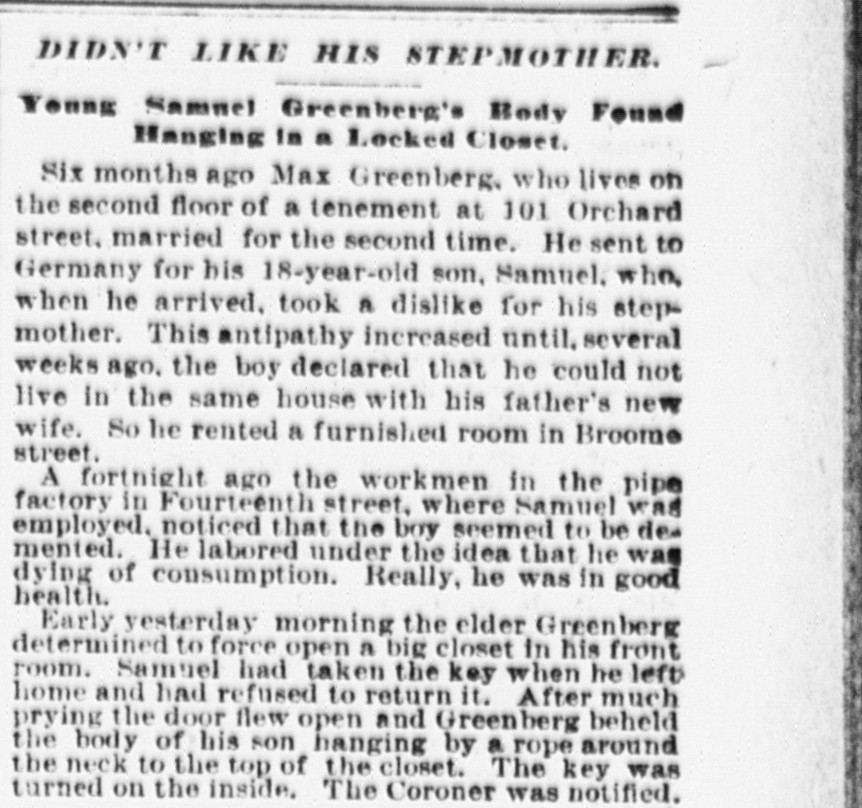 DIDN'T LIKE HIS STEPMOTHER.
Young Samuel Greenberg's Body Found
Hanging in a Locked Closet.
Six months ago Max Greenberg, who lives on
the second floor of a tenement at 101 Orchard
street, married for the second time. He sent to
Germany for his 18-year-old son, Samuel, who,
when he arrived, took a dislike for his step-
mother. This antipathy increased until, several
weeks ago, the boy declared that he could not
live in the same house with his father's new
wife. So he rented a furnished room in Broome
street.
A fortnight ago the workmen in the pipe
factory in Fourteenth street, where Samuel was
employed, noticed that the boy seemed to be de-
mented. He labored under the idea that he was
dying of consumption. Really, he was in good
health.
Early yesterday morning the elder Greenberg
determined to force open a big closet in his front
room. Samuel had taken the key when he left
home and had refused to return it. After much
prying the door flew open and Greenberg beheld
the body of his son hanging by a rope around
the neck to the top of the closet. The key was
turned on the inside. The Coroner was notified.